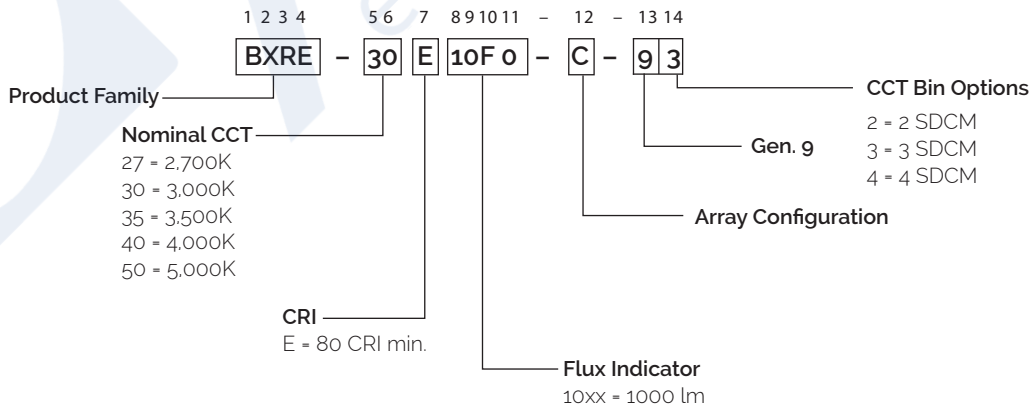 1 2 3 4 5 6 7 8 9 10 11 – 12 – 13 14
BXRE – 30 E 10F 0 – C – 9 3
Product Family
CCT Bin Options
2 = 2 SDCM
3 = 3 SDCM
4 = 4 SDCM
Nominal CCT
27 = 2,700K
30 = 3,000K
35 = 3,500K
40 = 4,000K
50 = 5,000K
Gen. 9
Array Configuration
CRI
E = 80 CRI min.
Flux Indicator
10xx = 1000 lm